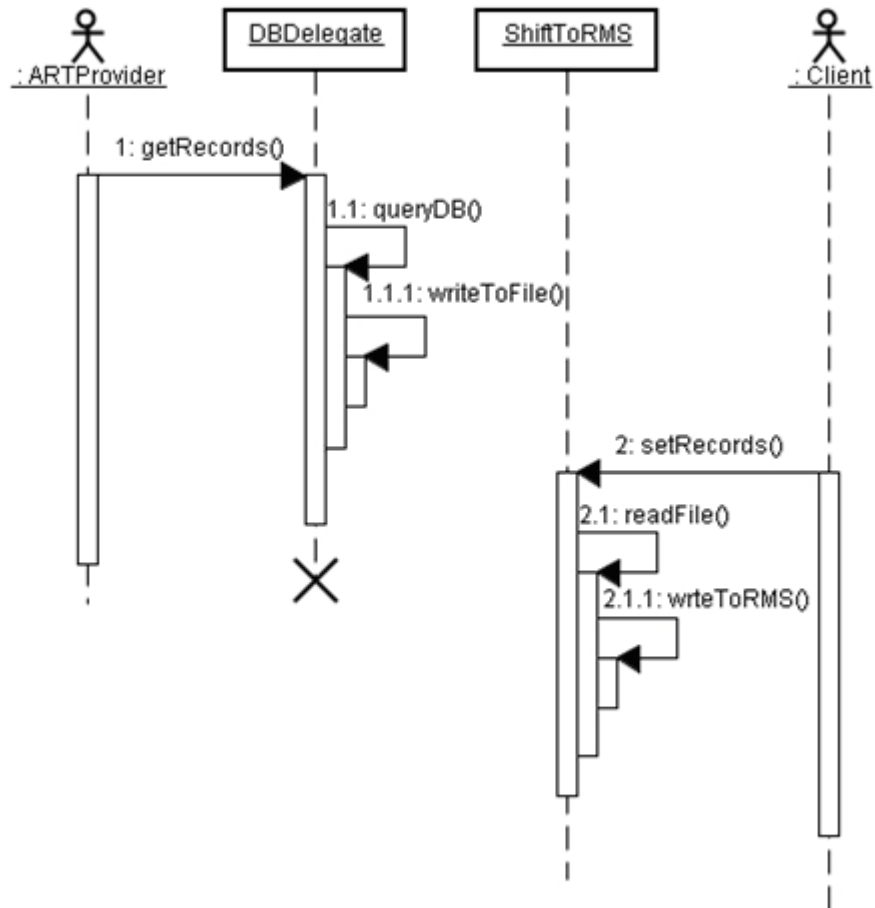 : ARTProvider
DBDelegate
ShiftToRMS
: Client
1: getRecords()
1.1: queryDB()
1.1.1: writeToFile()
2: setRecords()
2.1: readFile()
2.1.1: wrteToRMS()